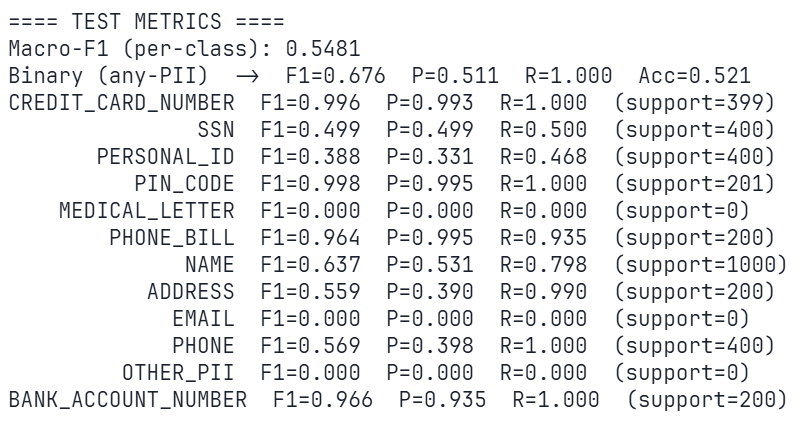 ==== TEST METRICS ====
Macro-F1 (per-class): 0.5481
Binary (any-PII) → F1=0.676 P=0.511 R=1.000 Acc=0.521
CREDIT_CARD_NUMBER F1=0.996 P=0.993 R=1.000 (support=399)
SSN F1=0.499 P=0.499 R=0.500 (support=400)
PERSONAL_ID F1=0.388 P=0.331 R=0.468 (support=400)
PIN_CODE F1=0.998 P=0.995 R=1.000 (support=201)
MEDICAL_LETTER F1=0.000 P=0.000 R=0.000 (support=0)
PHONE_BILL F1=0.964 P=0.995 R=0.935 (support=200)
NAME F1=0.637 P=0.531 R=0.798 (support=1000)
ADDRESS F1=0.559 P=0.390 R=0.990 (support=200)
EMAIL F1=0.000 P=0.000 R=0.000 (support=0)
PHONE F1=0.569 P=0.398 R=1.000 (support=400)
OTHER_PII F1=0.000 P=0.000 R=0.000 (support=0)
BANK_ACCOUNT_NUMBER F1=0.966 P=0.935 R=1.000 (support=200)